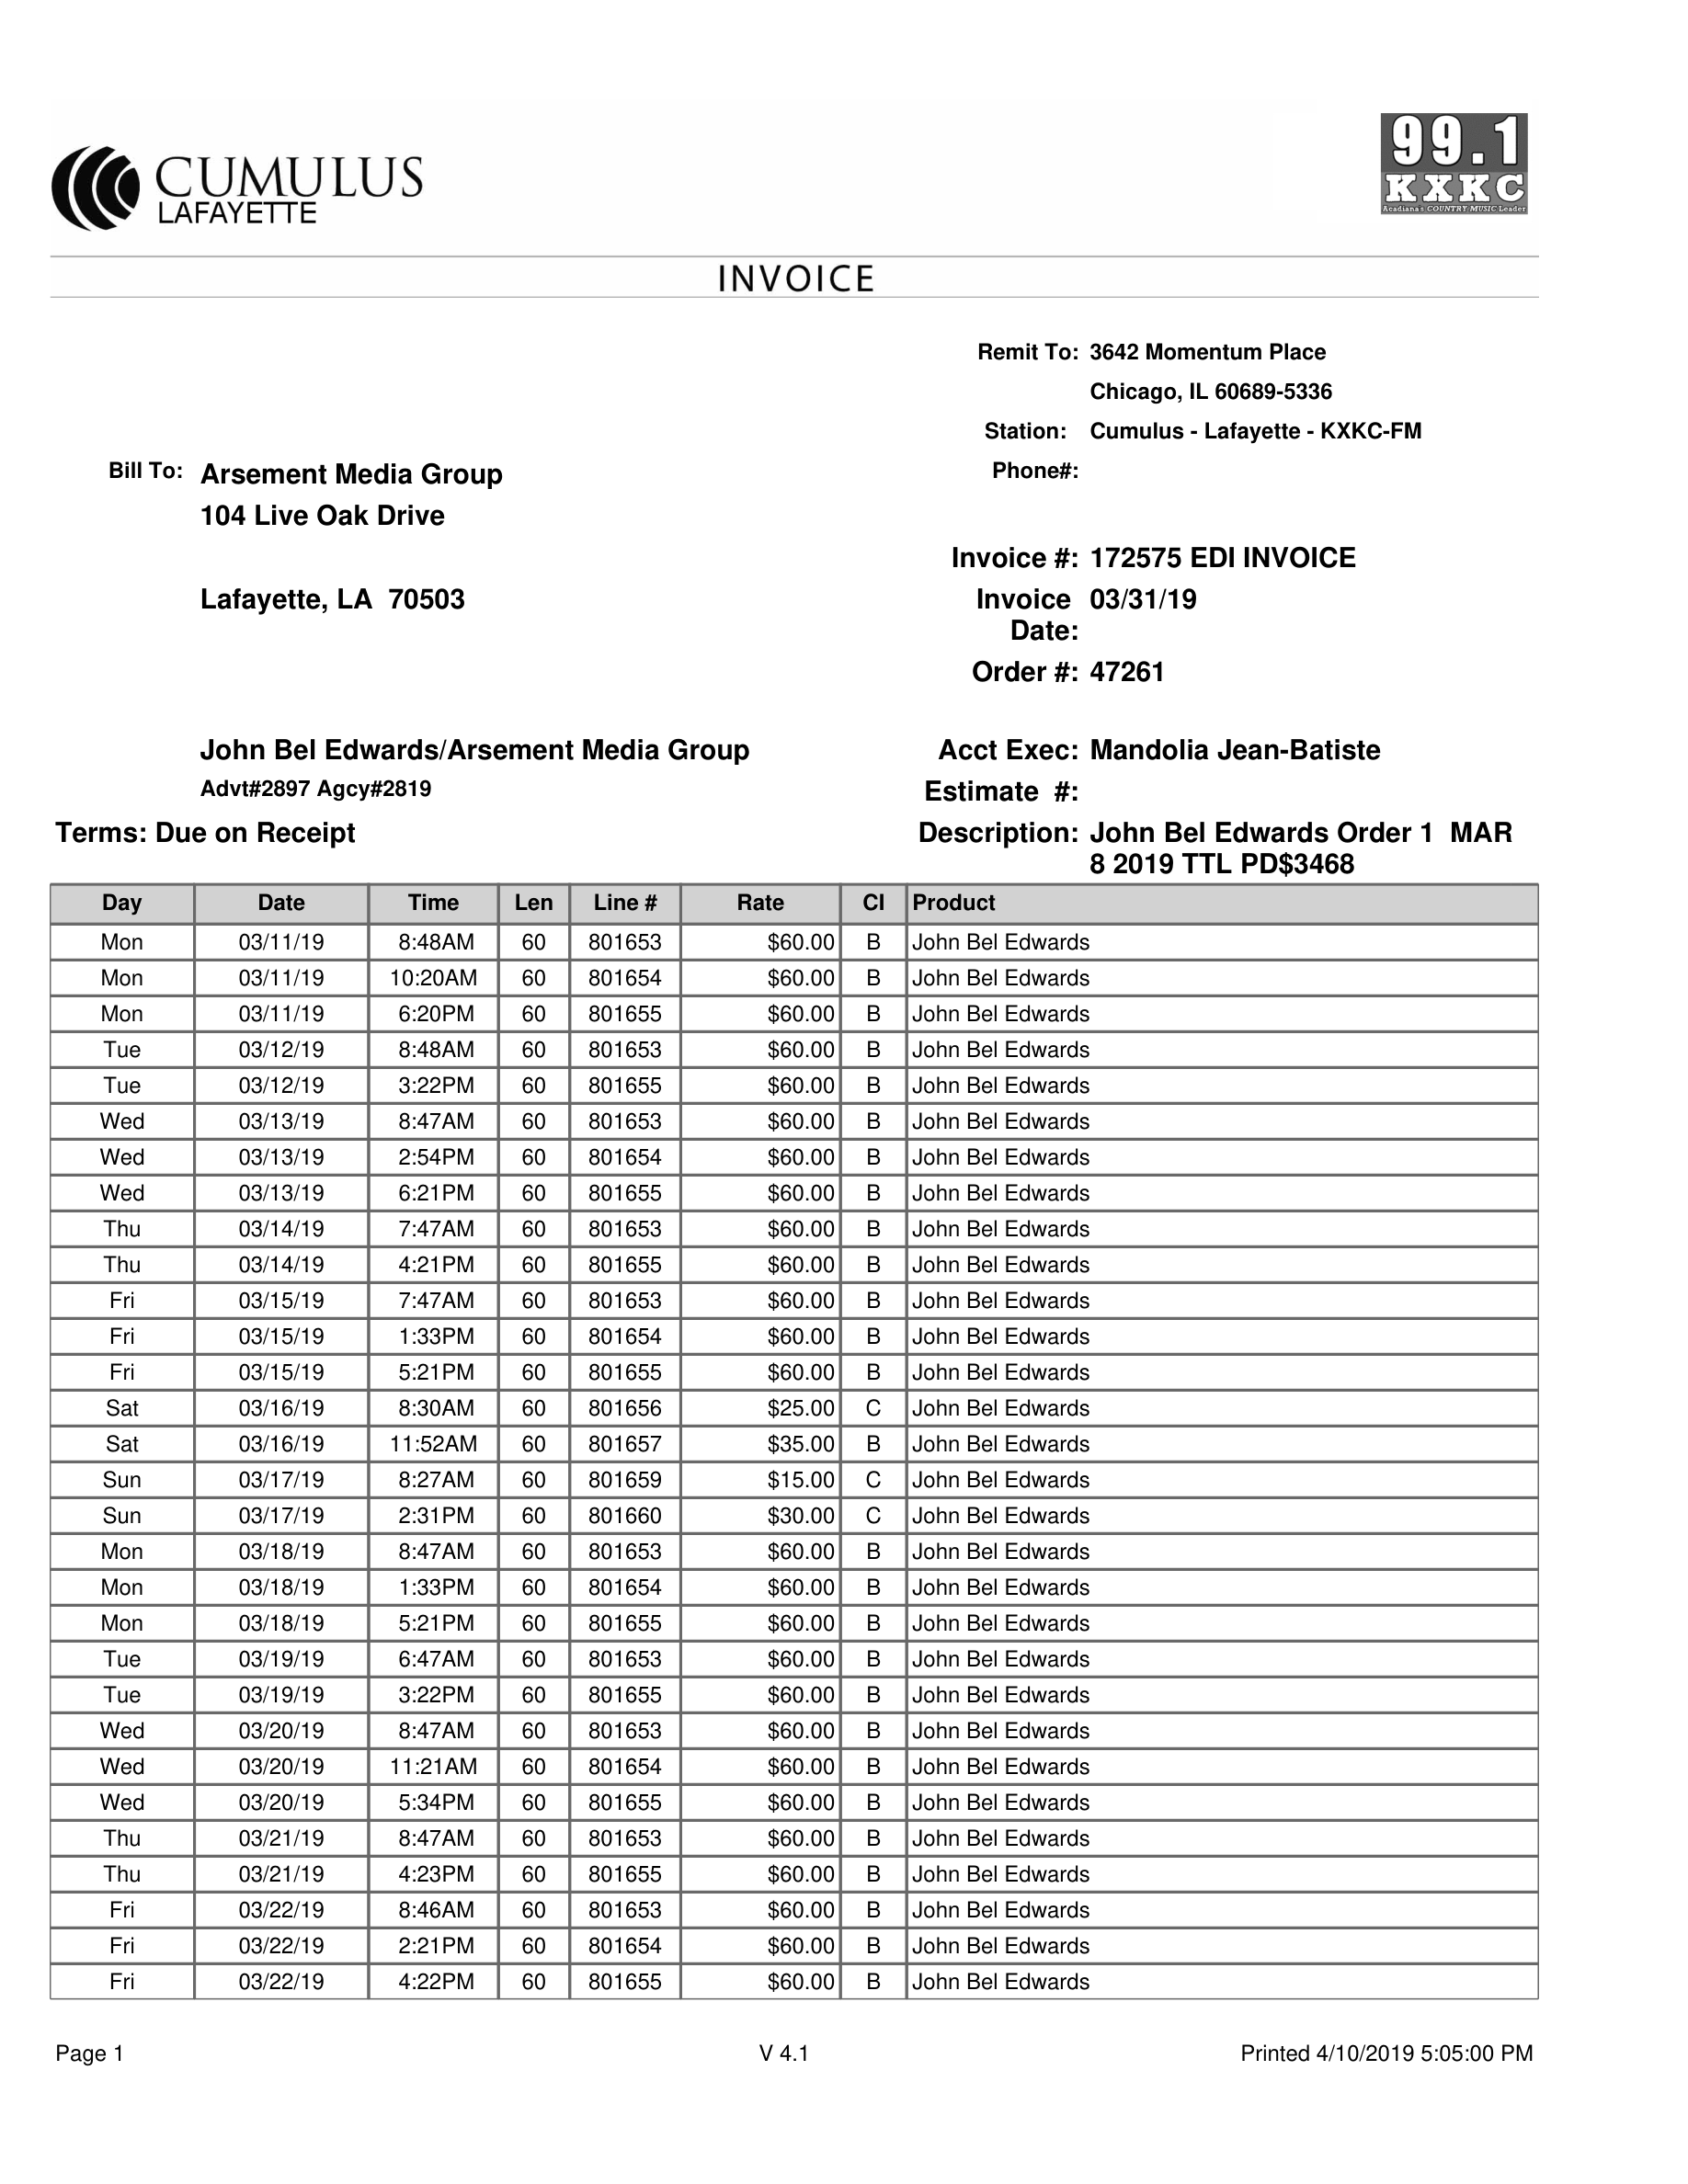 CUMULUS
LAFAYETTE
99.1
KXKC
Acadiana's COUNTRY MUSIC Leader
INVOICE
Remit To: 3642 Momentum Place
Chicago, IL 60689-5336
Station: Cumulus - Lafayette - KXKC-FM
Bill To: Arsement Media Group
Phone#:
104 Live Oak Drive
Invoice #: 172575 EDI INVOICE
Lafayette, LA 70503
Invoice Date: 03/31/19
Order #: 47261
John Bel Edwards/Arsement Media Group
Acct Exec: Mandolia Jean-Batiste
Advt#2897 Agcy#2819
Estimate #:
Terms: Due on Receipt
Description: John Bel Edwards Order 1 MAR
8 2019 TTL PD$3468
Day Date Time Len Line # Rate Cl Product
Mon 03/11/19 8:48AM 60 801653 $60.00 B John Bel Edwards
Mon 03/11/19 10:20AM 60 801654 $60.00 B John Bel Edwards
Mon 03/11/19 6:20PM 60 801655 $60.00 B John Bel Edwards
Tue 03/12/19 8:48AM 60 801653 $60.00 B John Bel Edwards
Tue 03/12/19 3:22PM 60 801655 $60.00 B John Bel Edwards
Wed 03/13/19 8:47AM 60 801653 $60.00 B John Bel Edwards
Wed 03/13/19 2:54PM 60 801654 $60.00 B John Bel Edwards
Wed 03/13/19 6:21PM 60 801655 $60.00 B John Bel Edwards
Thu 03/14/19 7:47AM 60 801653 $60.00 B John Bel Edwards
Thu 03/14/19 4:21PM 60 801655 $60.00 B John Bel Edwards
Fri 03/15/19 7:47AM 60 801653 $60.00 B John Bel Edwards
Fri 03/15/19 1:33PM 60 801654 $60.00 B John Bel Edwards
Fri 03/15/19 5:21PM 60 801655 $60.00 B John Bel Edwards
Sat 03/16/19 8:30AM 60 801656 $25.00 C John Bel Edwards
Sat 03/16/19 11:52AM 60 801657 $35.00 B John Bel Edwards
Sun 03/17/19 8:27AM 60 801659 $15.00 C John Bel Edwards
Sun 03/17/19 2:31PM 60 801660 $30.00 C John Bel Edwards
Mon 03/18/19 8:47AM 60 801653 $60.00 B John Bel Edwards
Mon 03/18/19 1:33PM 60 801654 $60.00 B John Bel Edwards
Mon 03/18/19 5:21PM 60 801655 $60.00 B John Bel Edwards
Tue 03/19/19 6:47AM 60 801653 $60.00 B John Bel Edwards
Tue 03/19/19 3:22PM 60 801655 $60.00 B John Bel Edwards
Wed 03/20/19 8:47AM 60 801653 $60.00 B John Bel Edwards
Wed 03/20/19 11:21AM 60 801654 $60.00 B John Bel Edwards
Wed 03/20/19 5:34PM 60 801655 $60.00 B John Bel Edwards
Thu 03/21/19 8:47AM 60 801653 $60.00 B John Bel Edwards
Thu 03/21/19 4:23PM 60 801655 $60.00 B John Bel Edwards
Fri 03/22/19 8:46AM 60 801653 $60.00 B John Bel Edwards
Fri 03/22/19 2:21PM 60 801654 $60.00 B John Bel Edwards
Fri 03/22/19 4:22PM 60 801655 $60.00 B John Bel Edwards
Page 1 V 4.1 Printed 4/10/2019 5:05:00 PM